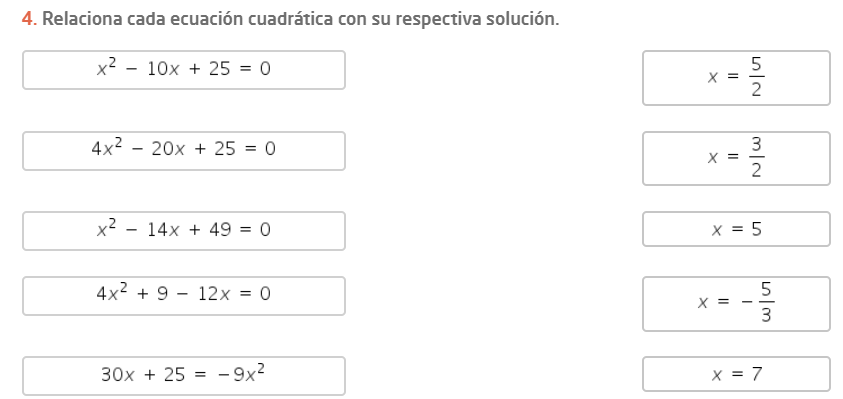 4. Relaciona cada ecuación cuadrática con su respectiva solución.
x² − 10x + 25 = 0
x = 5/2
4x² − 20x + 25 = 0
x = 3/2
x² − 14x + 49 = 0
x = 5
4x² + 9 − 12x = 0
x = −5/3
30x + 25 = −9x²
x = 7